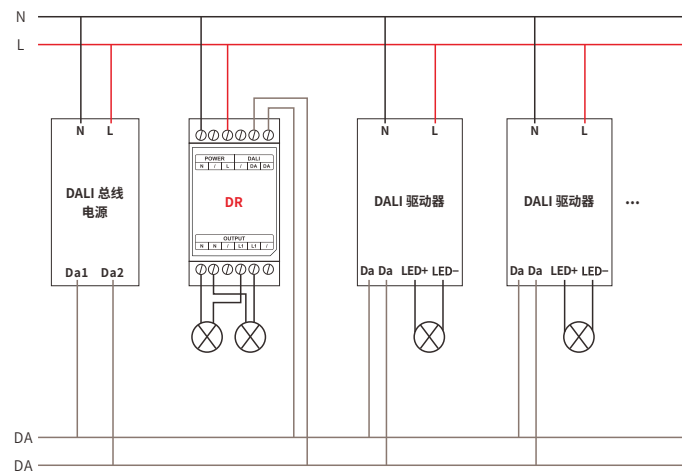 N
L
N L
POWER DALI
N / L / DA DA
N L
N L
DALI 总线
电源
DR
DALI 驱动器
DALI 驱动器
...
OUTPUT
N N / L1 L1 /
Da1 Da2
Da Da LED+ LED−
Da Da LED+ LED−
DA
DA